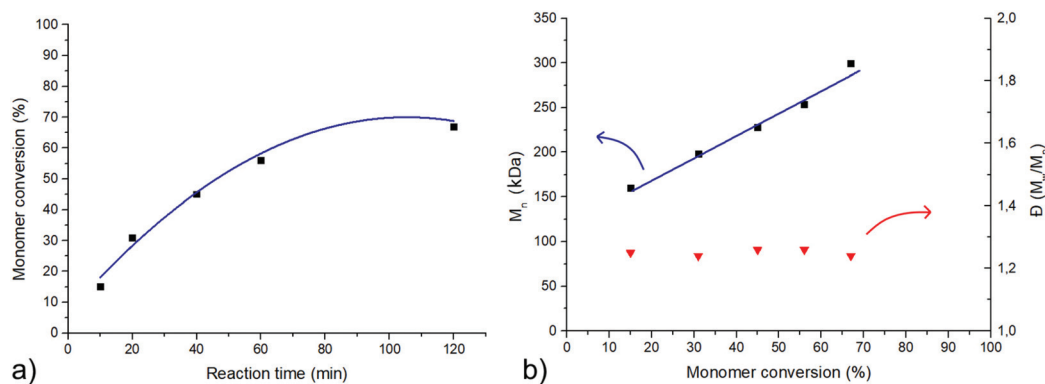 100
90
80
70
60
50
40
30
20
10
0
Monomer conversion (%)
0 20 40 60 80 100 120
Reaction time (min)
a)
350
300
250
200
150
100
50
0
Mn (kDa)
2,0
1,8
1,6
1,4
1,2
1,0
Đ (Mw/Mn)
0 10 20 30 40 50 60 70 80 90 100
Monomer conversion (%)
b)